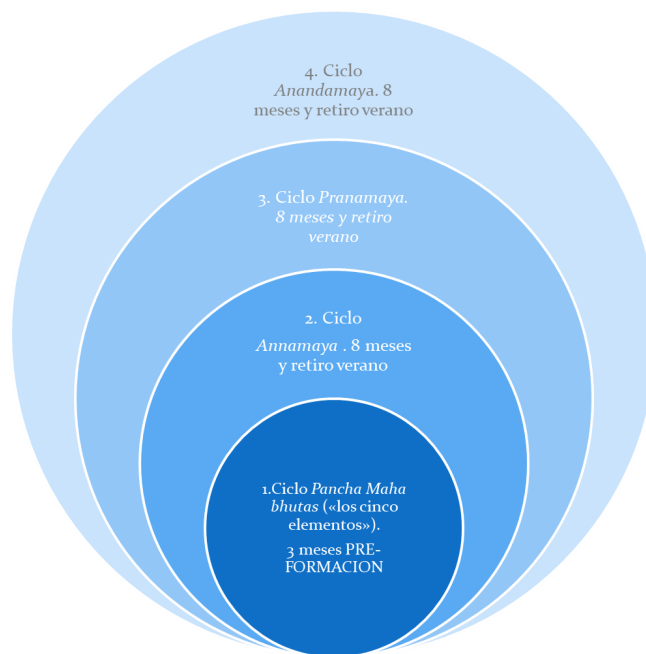 4. Ciclo
Anandamaya. 8
meses y retiro verano
3. Ciclo Pranamaya.
8 meses y retiro
verano
2. Ciclo
Annamaya . 8 meses
y retiro verano
1.Ciclo Pancha Maha
bhutas («los cinco
elementos»).
3 meses PRE-
FORMACION